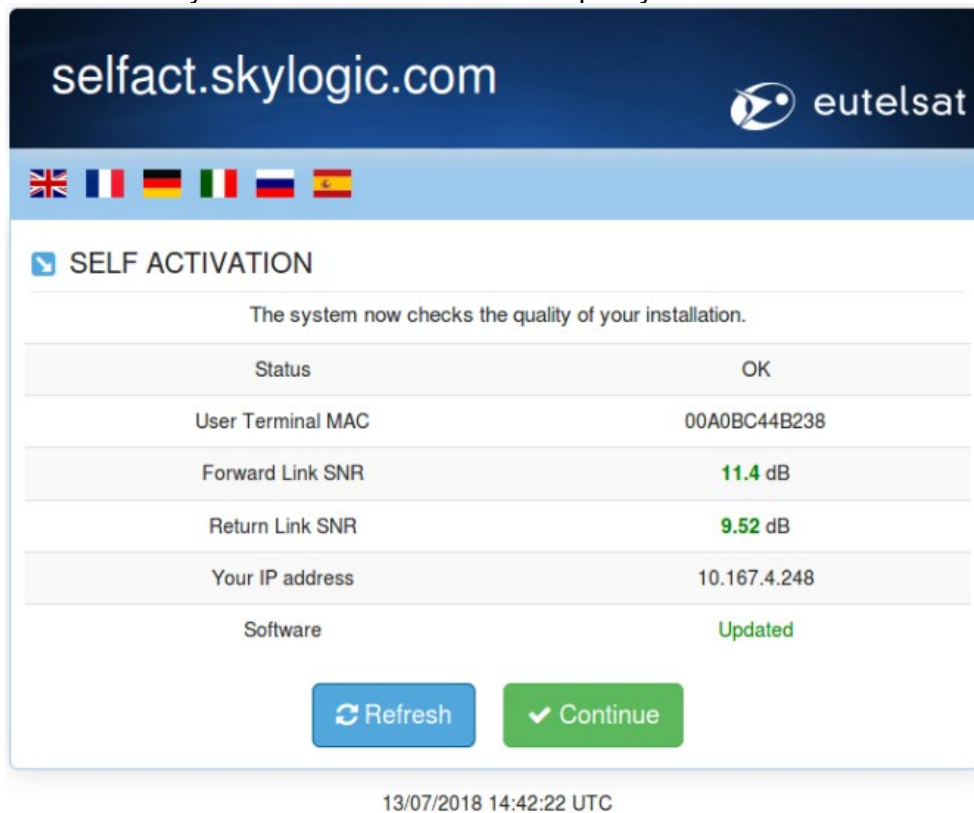 selfact.skylogic.com
eutelsat
SELF ACTIVATION
The system now checks the quality of your installation.
Status OK
User Terminal MAC 00A0BC44B238
Forward Link SNR 11.4 dB
Return Link SNR 9.52 dB
Your IP address 10.167.4.248
Software Updated
Refresh Continue
13/07/2018 14:42:22 UTC